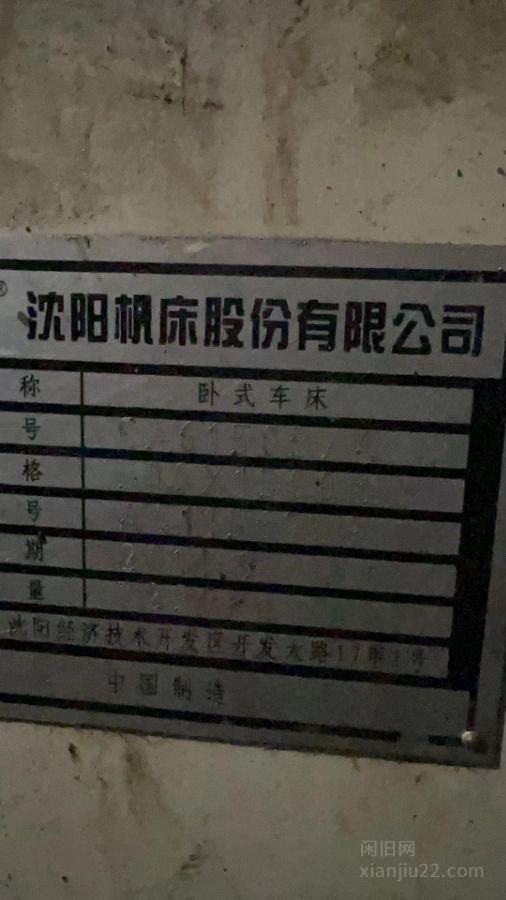 ®
沈阳机床股份有限公司
称 卧式车床
号
格
号
期
量
沈阳经济技术开发区开发大路17甲1号
中国制造
闲旧网
xianjiu22.com